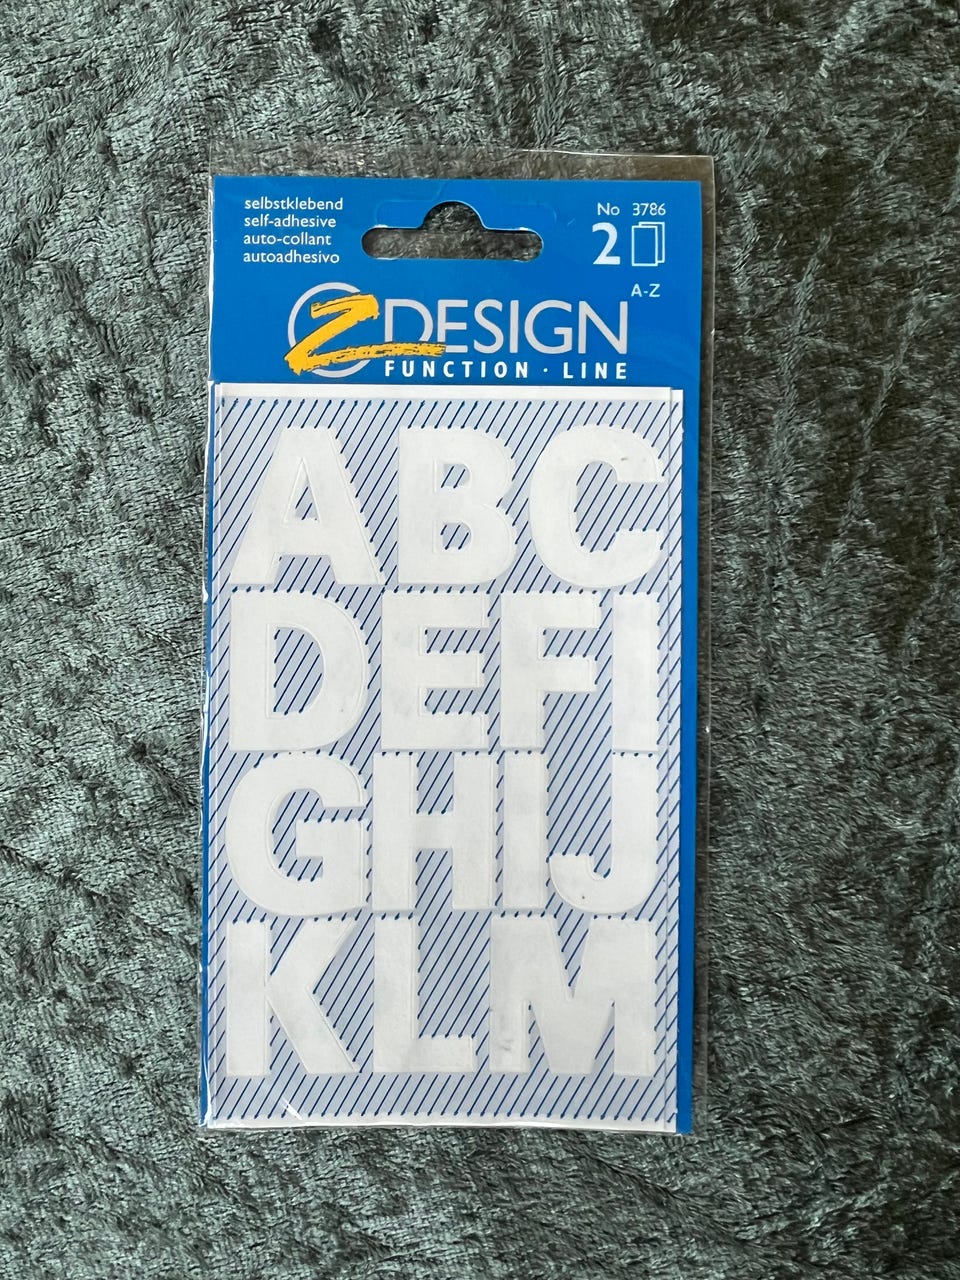 selbstklebend
self-adhesive
auto-collant
autoadhesivo
No 3786
2
A-Z
Z DESIGN
FUNCTION · LINE
ABC
DEFI
GHIJ
KLM